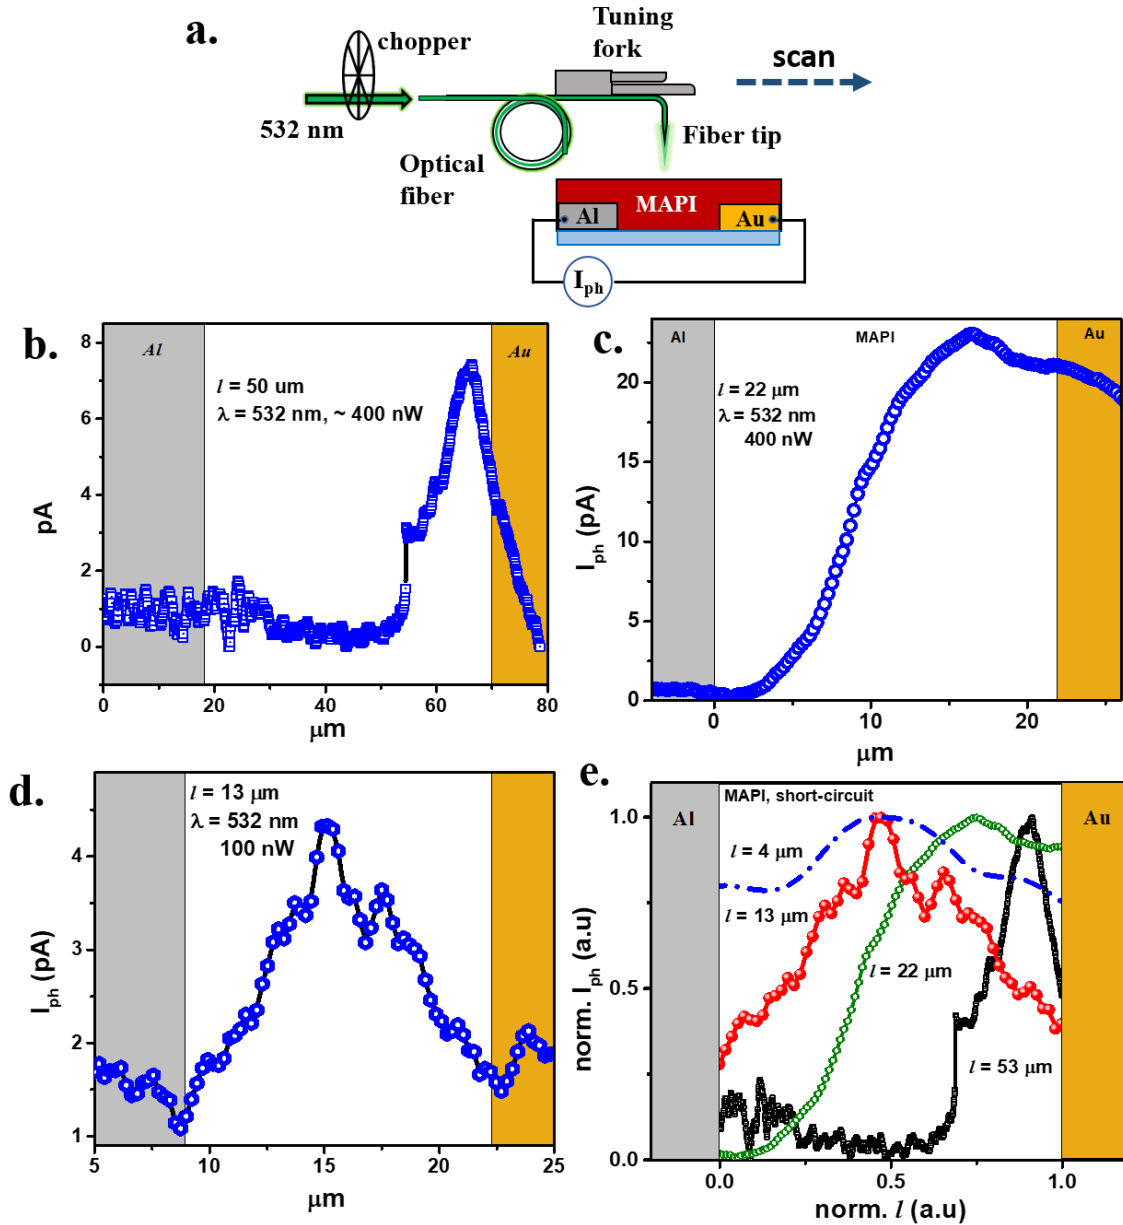 a.
chopper
Tuning
fork
scan
532 nm
Optical
fiber
Fiber tip
MAPI
Al
Au
I_ph
b.
Al
Au
l = 50 um
λ = 532 nm, ~ 400 nW
8
6
4
2
0
pA
0
20
40
60
80
μm
c.
Al
MAPI
Au
l = 22 μm
λ = 532 nm
400 nW
20
15
10
5
0
I_ph (pA)
0
10
20
μm
d.
l = 13 μm
λ = 532 nm
100 nW
4
3
2
1
I_ph (pA)
5
10
15
20
25
μm
e.
MAPI, short-circuit
Al
Au
1.0
0.5
0.0
l = 4 μm
l = 13 μm
l = 22 μm
l = 53 μm
norm. I_ph (a.u)
0.0
0.5
1.0
norm. l (a.u)